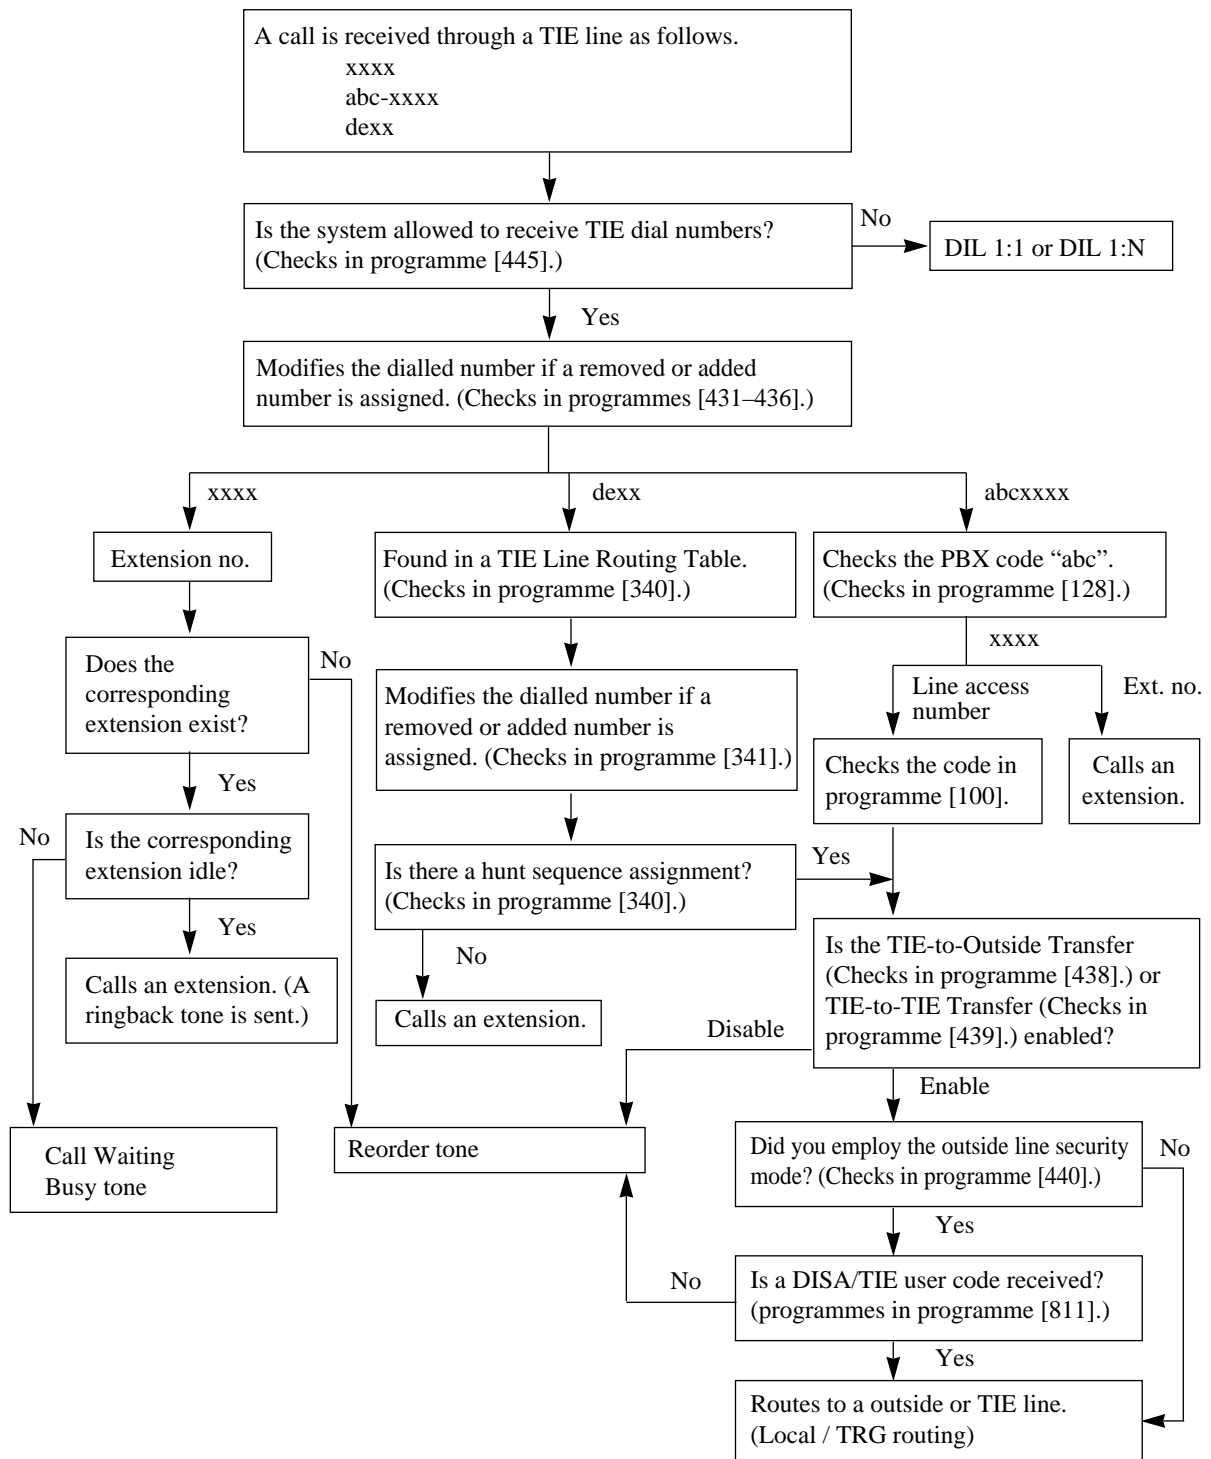 A call is received through a TIE line as follows.
xxxx
abc-xxxx
dexx
Is the system allowed to receive TIE dial numbers?
(Checks in programme [445].)
No
DIL 1:1 or DIL 1:N
Yes
Modifies the dialled number if a removed or added
number is assigned. (Checks in programmes [431–436].)
xxxx
dexx
abcxxxx
Extension no.
Found in a TIE Line Routing Table.
(Checks in programme [340].)
Checks the PBX code “abc”.
(Checks in programme [128].)
xxxx
Does the
corresponding
extension exist?
No
Modifies the dialled number if a
removed or added number is
assigned. (Checks in programme [341].)
Line access
number
Ext. no.
Checks the code in
programme [100].
Calls an
extension.
Yes
No
Is the corresponding
extension idle?
Is there a hunt sequence assignment?
(Checks in programme [340].)
Yes
Yes
No
Calls an extension. (A
ringback tone is sent.)
Calls an extension.
Is the TIE-to-Outside Transfer
(Checks in programme [438].) or
TIE-to-TIE Transfer (Checks in
programme [439].) enabled?
Disable
Enable
Call Waiting
Busy tone
Reorder tone
Did you employ the outside line security
mode? (Checks in programme [440].)
No
Yes
No
Is a DISA/TIE user code received?
(programmes in programme [811].)
Yes
Routes to a outside or TIE line.
(Local / TRG routing)